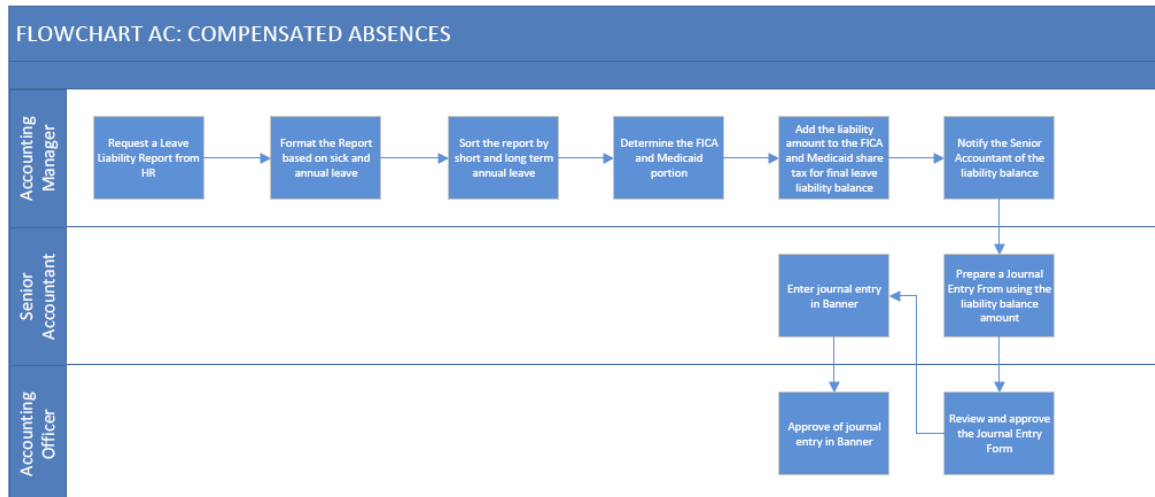 FLOWCHART AC: COMPENSATED ABSENCES
Accounting
Manager
Request a Leave
Liability Report from
HR
Format the Report
based on sick and
annual leave
Sort the report by
short and long term
annual leave
Determine the FICA
and Medicaid
portion
Add the liability
amount to the FICA
and Medicaid share
tax for final leave
liability balance
Notify the Senior
Accountant of the
liability balance
Senior
Accountant
Enter journal entry
in Banner
Prepare a Journal
Entry From using the
liability balance
amount
Accounting
Officer
Approve of journal
entry in Banner
Review and approve
the Journal Entry
Form